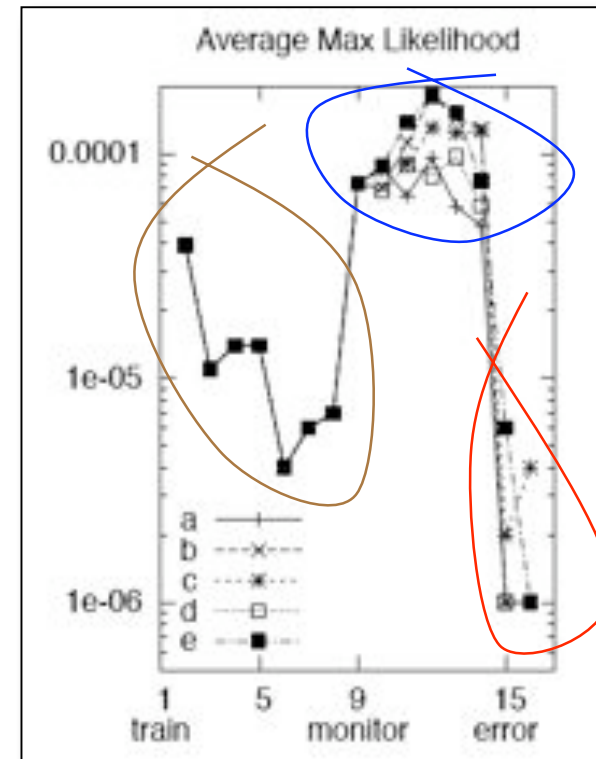 Average Max Likelihood
0.0001
1e-05
1e-06
a
b
c
d
e
1 5 9 15
train monitor error